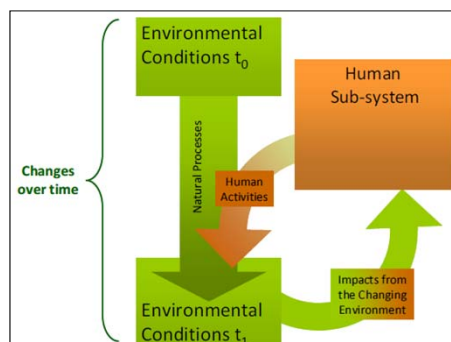 Environmental
Conditions t₀
Human
Sub-system
Changes
over time
Natural Processes
Human
Activities
Impacts from
the Changing
Environment
Environmental
Conditions t₁